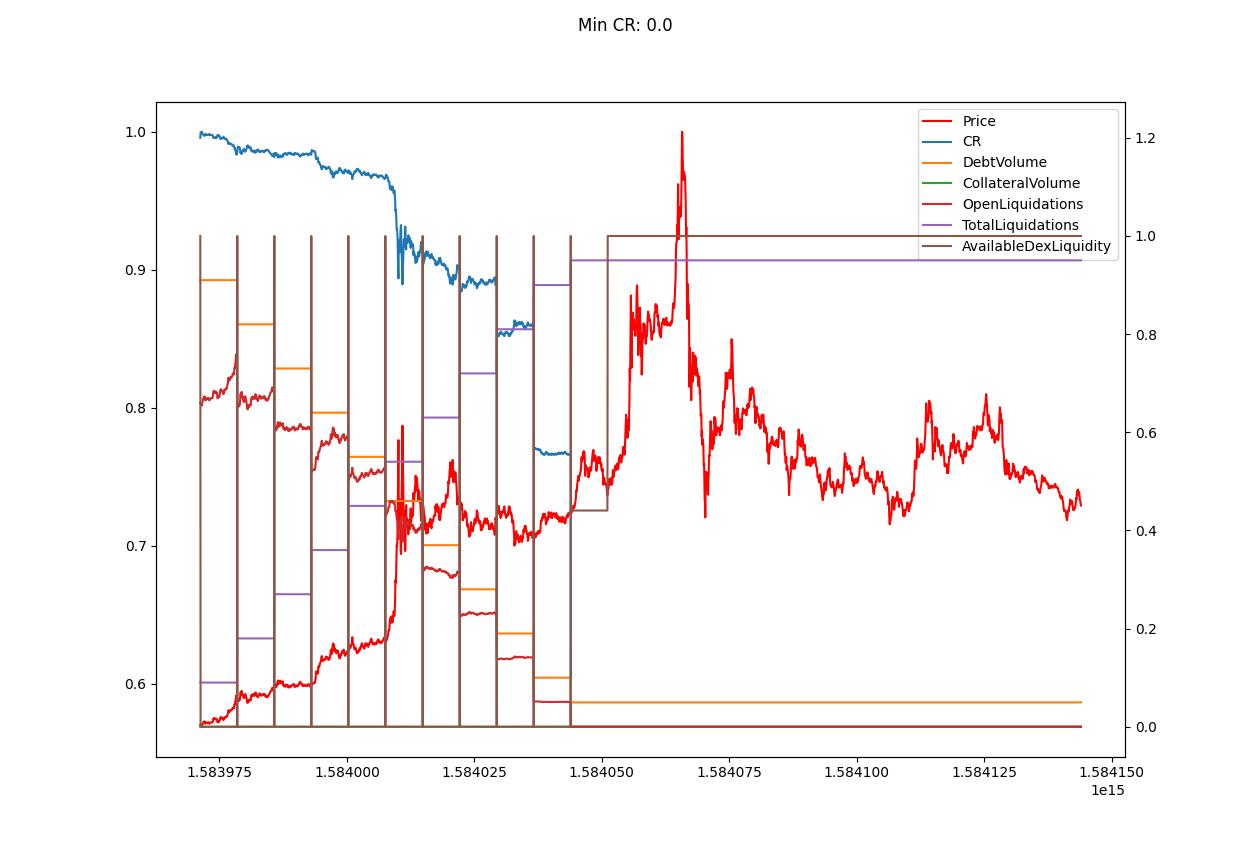 Min CR: 0.0
1.0
0.9
0.8
0.7
0.6
1.2
1.0
0.8
0.6
0.4
0.2
0.0
Price
CR
DebtVolume
CollateralVolume
OpenLiquidations
TotalLiquidations
AvailableDexLiquidity
1.583975 1.584000 1.584025 1.584050 1.584075 1.584100 1.584125 1.584150
1e15